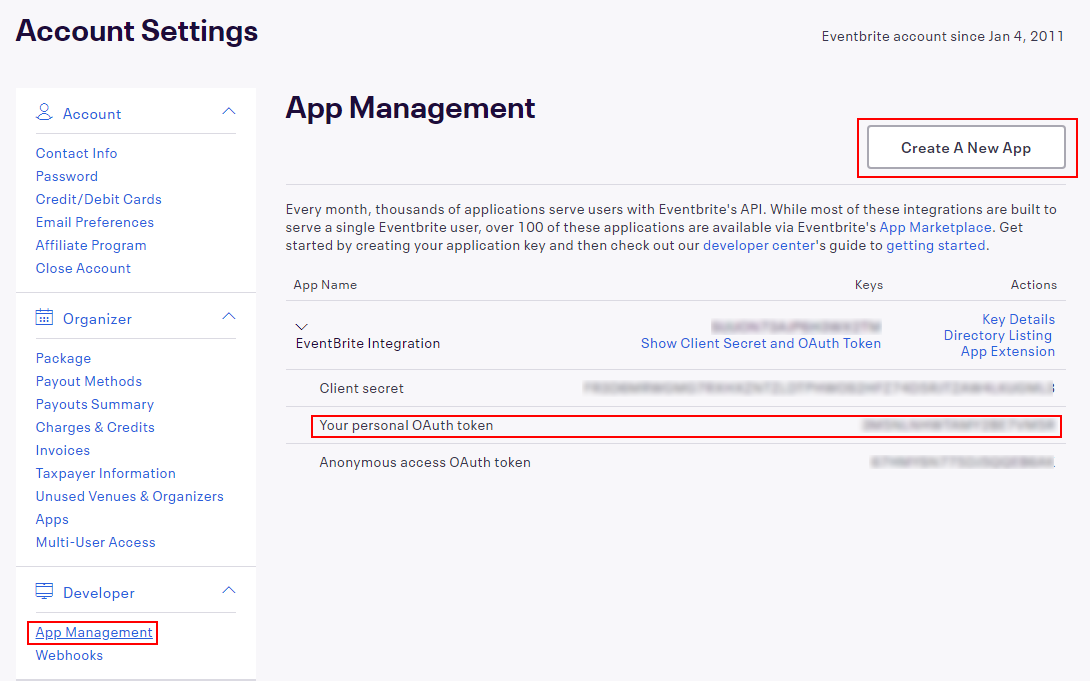 Account Settings
Eventbrite account since Jan 4, 2011
Account
Contact Info
Password
Credit/Debit Cards
Email Preferences
Affiliate Program
Close Account
Organizer
Package
Payout Methods
Payouts Summary
Charges & Credits
Invoices
Taxpayer Information
Unused Venues & Organizers
Apps
Multi-User Access
Developer
App Management
Webhooks
App Management
Create A New App
Every month, thousands of applications serve users with Eventbrite's API. While most of these integrations are built to
serve a single Eventbrite user, over 100 of these applications are available via Eventbrite's App Marketplace. Get
started by creating your application key and then check out our developer center's guide to getting started.
App Name Keys Actions
Key Details
EventBrite Integration Show Client Secret and OAuth Token Directory Listing
App Extension
Client secret
Your personal OAuth token
Anonymous access OAuth token